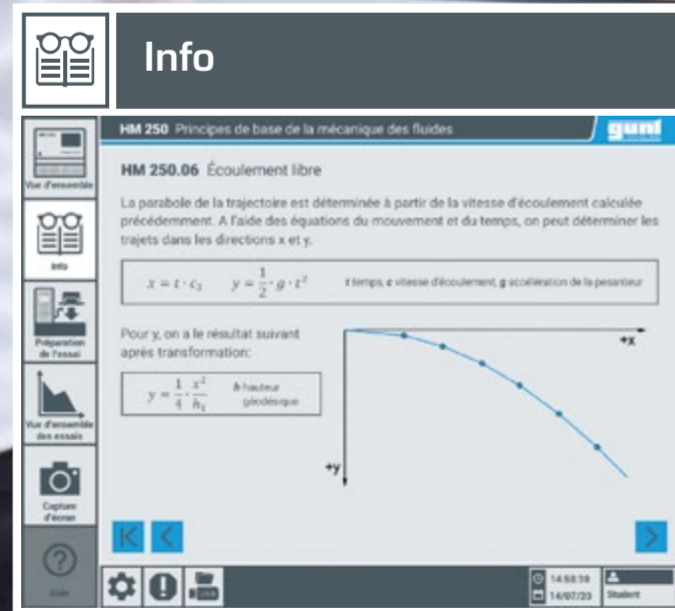 Info
HM 250 Principes de base de la mécanique des fluides
gunt
HM 250.06 Écoulement libre
La parabole de la trajectoire est déterminée à partir de la vitesse d'écoulement calculée
précédemment. A l'aide des équations du mouvement et du temps, on peut déterminer les
trajets dans les directions x et y.
x = t · c₂ y = 1/2 · g · t² t temps, c vitesse d'écoulement, g accélération de la pesanteur
Pour y, on a le résultat suivant
après transformation:
y = 1/4 · x²/h₁ h hauteur
géodésique
+x
+y
Vue d'ensemble
Info
Préparation
de l'essai
Vue d'ensemble
des essais
Capture
d'écran
Aide
14/07/20
Student